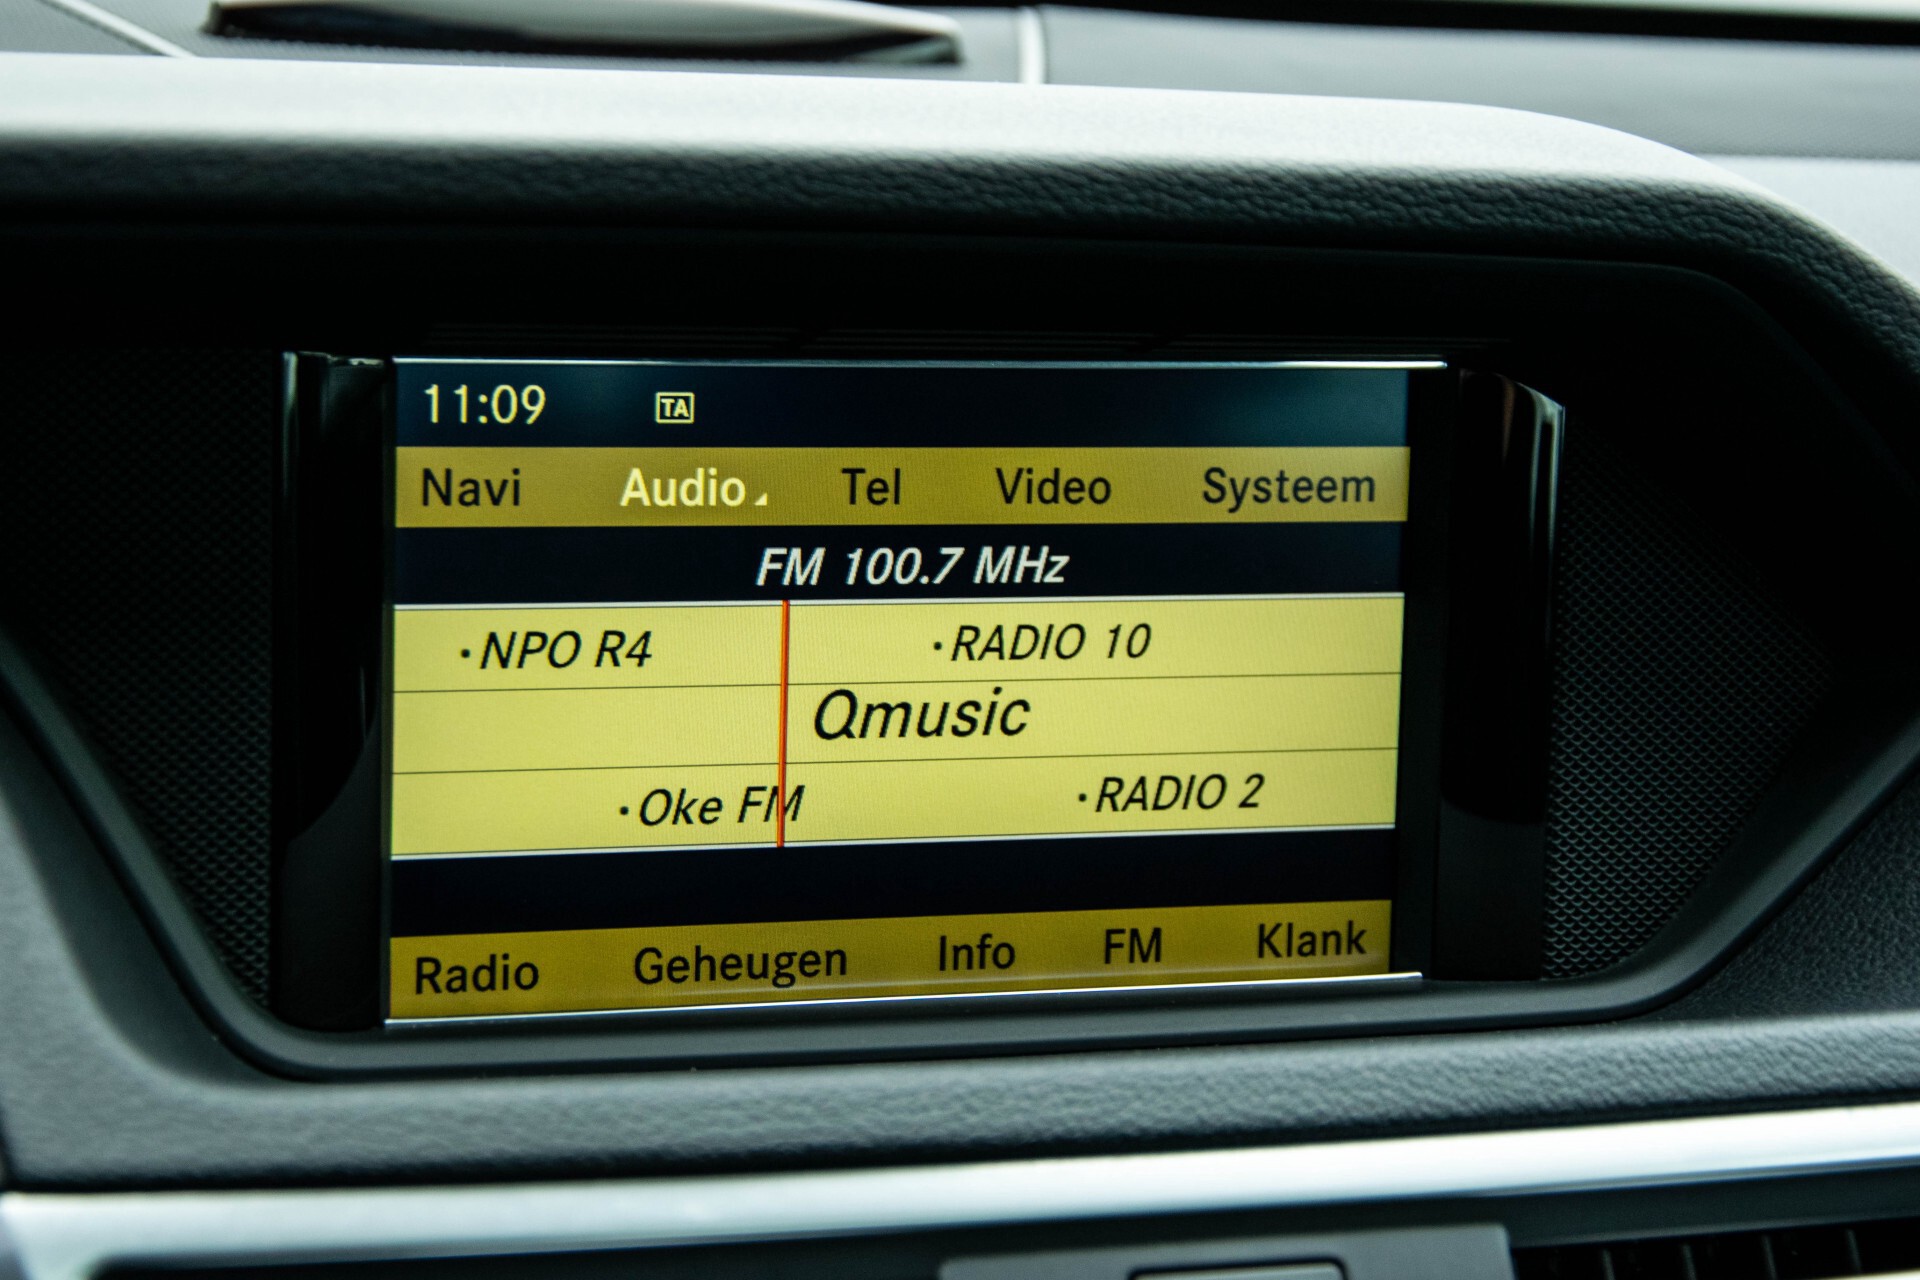 11:09 TA
Navi Audio Tel Video Systeem
FM 100.7 MHz
·NPO R4 ·RADIO 10
Qmusic
·Oke FM ·RADIO 2
Radio Geheugen Info FM Klank